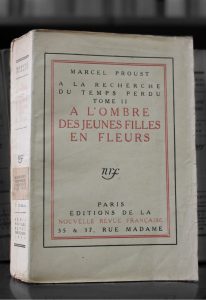 MARCEL PROUST
A LA RECHERCHE
DU TEMPS PERDU
TOME II
A L'OMBRE
DES JEUNES FILLES
EN FLEURS
nrf
PARIS
EDITIONS DE LA
NOUVELLE REVUE FRANÇAISE
35 & 37, RUE MADAME